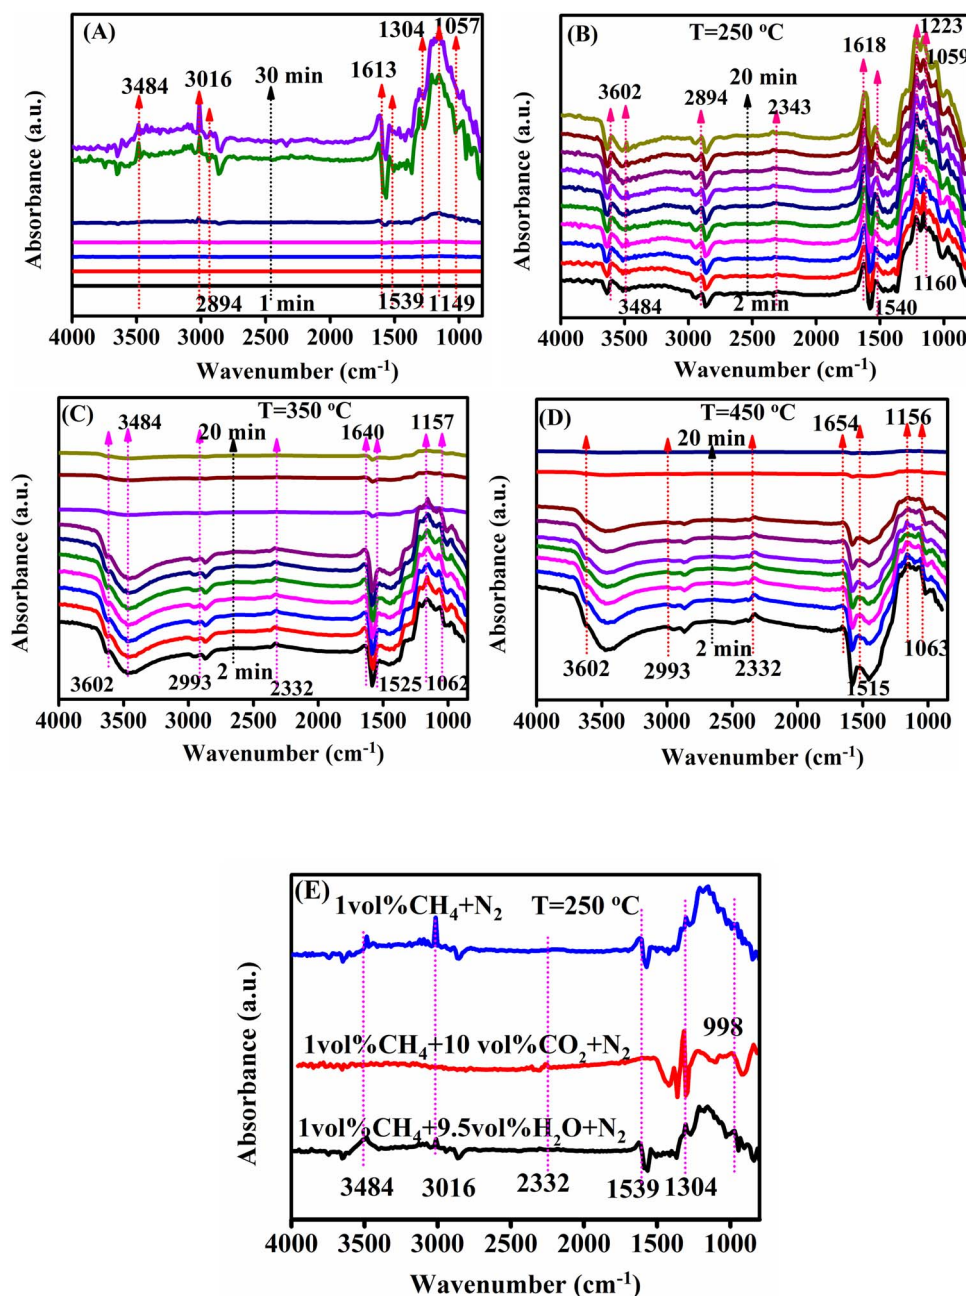 (A)
1304 1057
3484 3016 30 min 1613
Absorbance (a.u.)
2894 1 min 1539 1149
4000 3500 3000 2500 2000 1500 1000
Wavenumber (cm⁻¹)
(B) T=250 °C 1223
1618 1059
3602 2894 20 min 2343
Absorbance (a.u.)
3484 2 min 1540 1160
4000 3500 3000 2500 2000 1500 1000
Wavenumber (cm⁻¹)
(C) T=350 °C
3484 20 min 1640 1157
Absorbance (a.u.)
3602 2993 2 min 2332 1525 1062
4000 3500 3000 2500 2000 1500 1000
Wavenumber (cm⁻¹)
(D) T=450 °C
20 min 1654 1156
Absorbance (a.u.)
3602 2993 2 min 2332 1515 1063
4000 3500 3000 2500 2000 1500 1000
Wavenumber (cm⁻¹)
(E)
1vol%CH₄+N₂ T=250 °C
998
1vol%CH₄+10 vol%CO₂+N₂
1vol%CH₄+9.5vol%H₂O+N₂
Absorbance (a.u.)
3484 3016 2332 1539 1304
4000 3500 3000 2500 2000 1500 1000
Wavenumber (cm⁻¹)